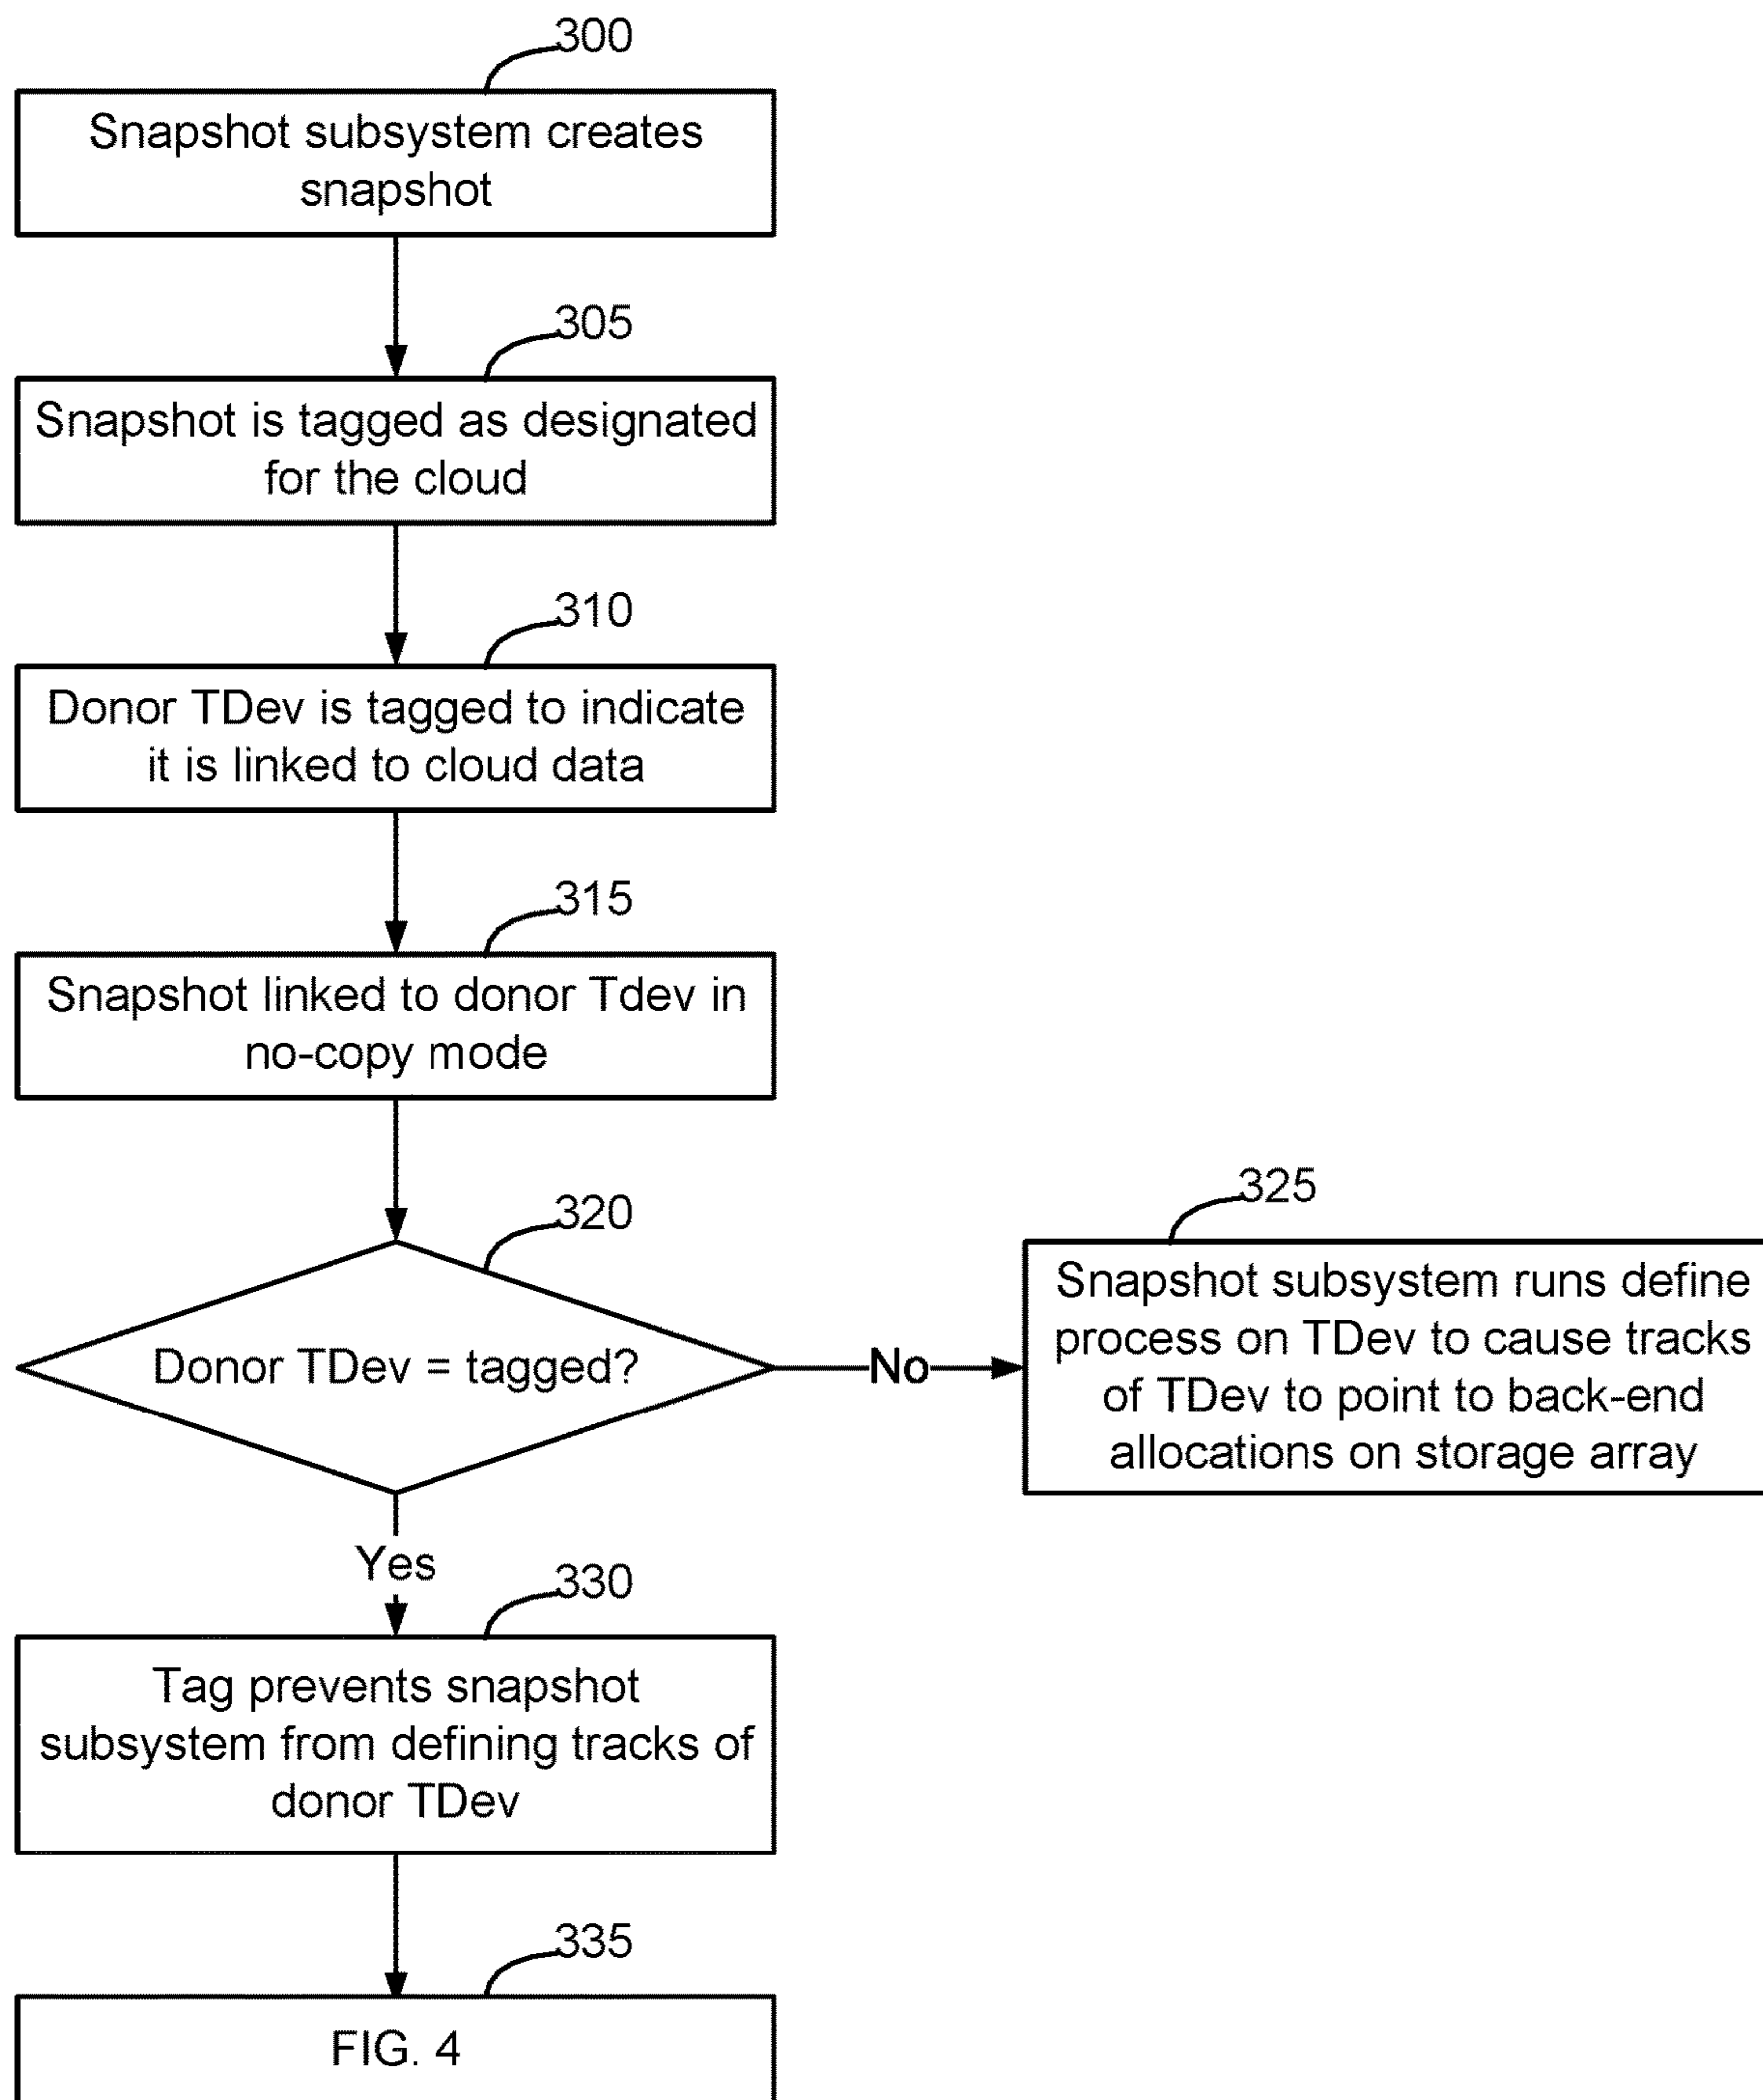 300
Snapshot subsystem creates
snapshot
305
Snapshot is tagged as designated
for the cloud
310
Donor TDev is tagged to indicate
it is linked to cloud data
315
Snapshot linked to donor Tdev in
no-copy mode
320
Donor TDev = tagged?
No
325
Snapshot subsystem runs define
process on TDev to cause tracks
of TDev to point to back-end
allocations on storage array
Yes
330
Tag prevents snapshot
subsystem from defining tracks of
donor TDev
335
FIG. 4